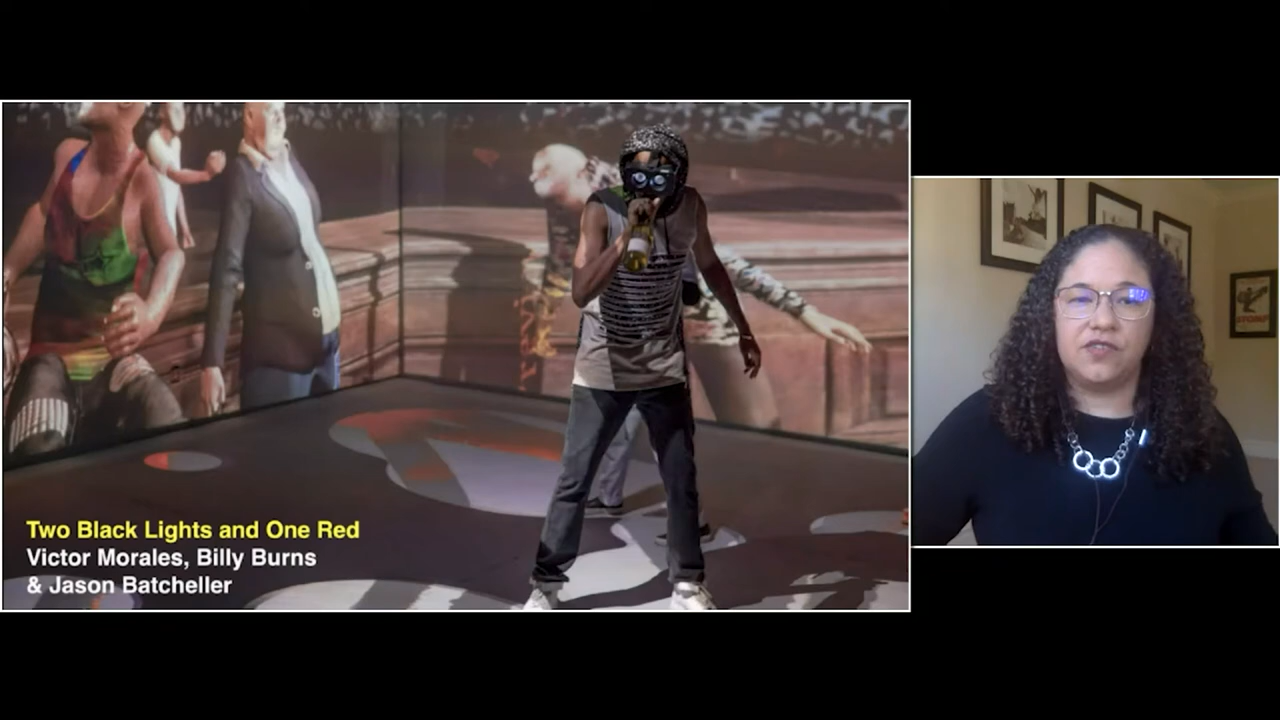 Two Black Lights and One Red
Victor Morales, Billy Burns
& Jason Batcheller